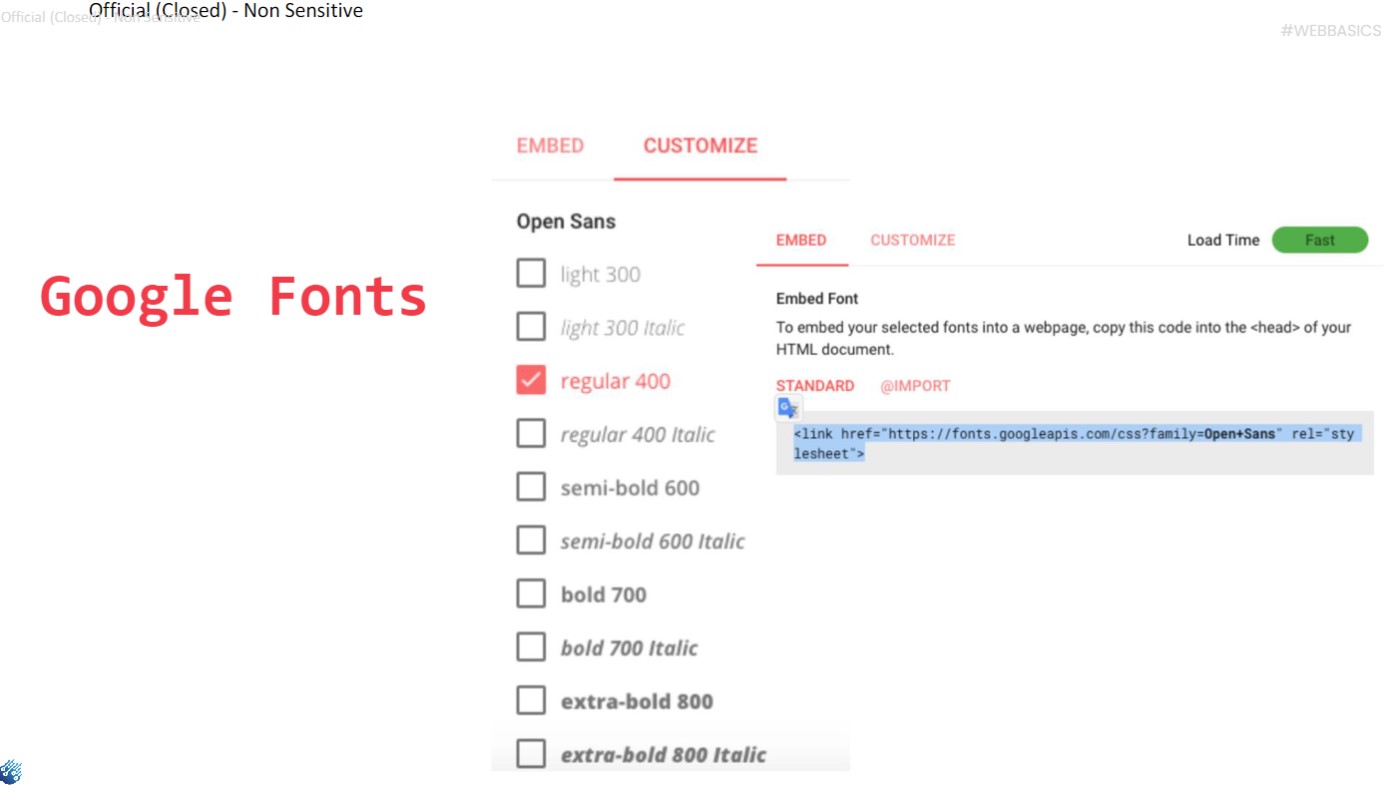 Official (Closed) - Non Sensitive
Official (Closed) - Non Sensitive
#WEBBASICS
Google Fonts
EMBED CUSTOMIZE
Open Sans
light 300
light 300 Italic
regular 400
regular 400 Italic
semi-bold 600
semi-bold 600 Italic
bold 700
bold 700 Italic
extra-bold 800
extra-bold 800 Italic
EMBED CUSTOMIZE Load Time Fast
Embed Font
To embed your selected fonts into a webpage, copy this code into the <head> of your
HTML document.
STANDARD @IMPORT
<link href="https://fonts.googleapis.com/css?family=Open+Sans" rel="sty
lesheet">